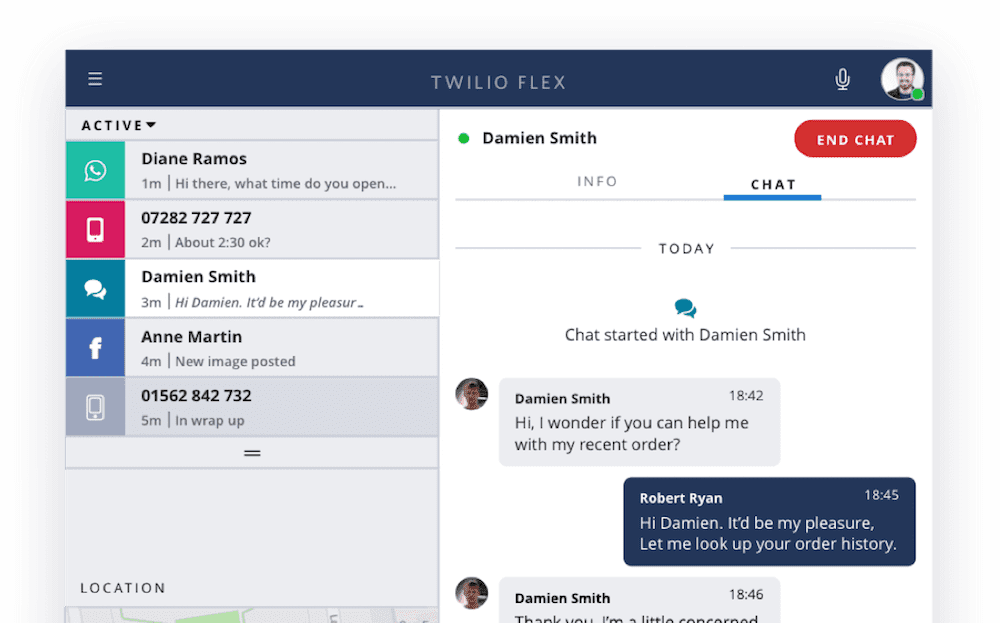 TWILIO FLEX
ACTIVE
Diane Ramos
1m | Hi there, what time do you open...
07282 727 727
2m | About 2:30 ok?
Damien Smith
3m | Hi Damien. It’d be my pleasur...
Anne Martin
4m | New image posted
01562 842 732
5m | In wrap up
LOCATION
Damien Smith
END CHAT
INFO
CHAT
TODAY
Chat started with Damien Smith
Damien Smith 18:42
Hi, I wonder if you can help me
with my recent order?
Robert Ryan 18:45
Hi Damien. It’d be my pleasure,
Let me look up your order history.
Damien Smith 18:46
Thank you, I’m a little concerned